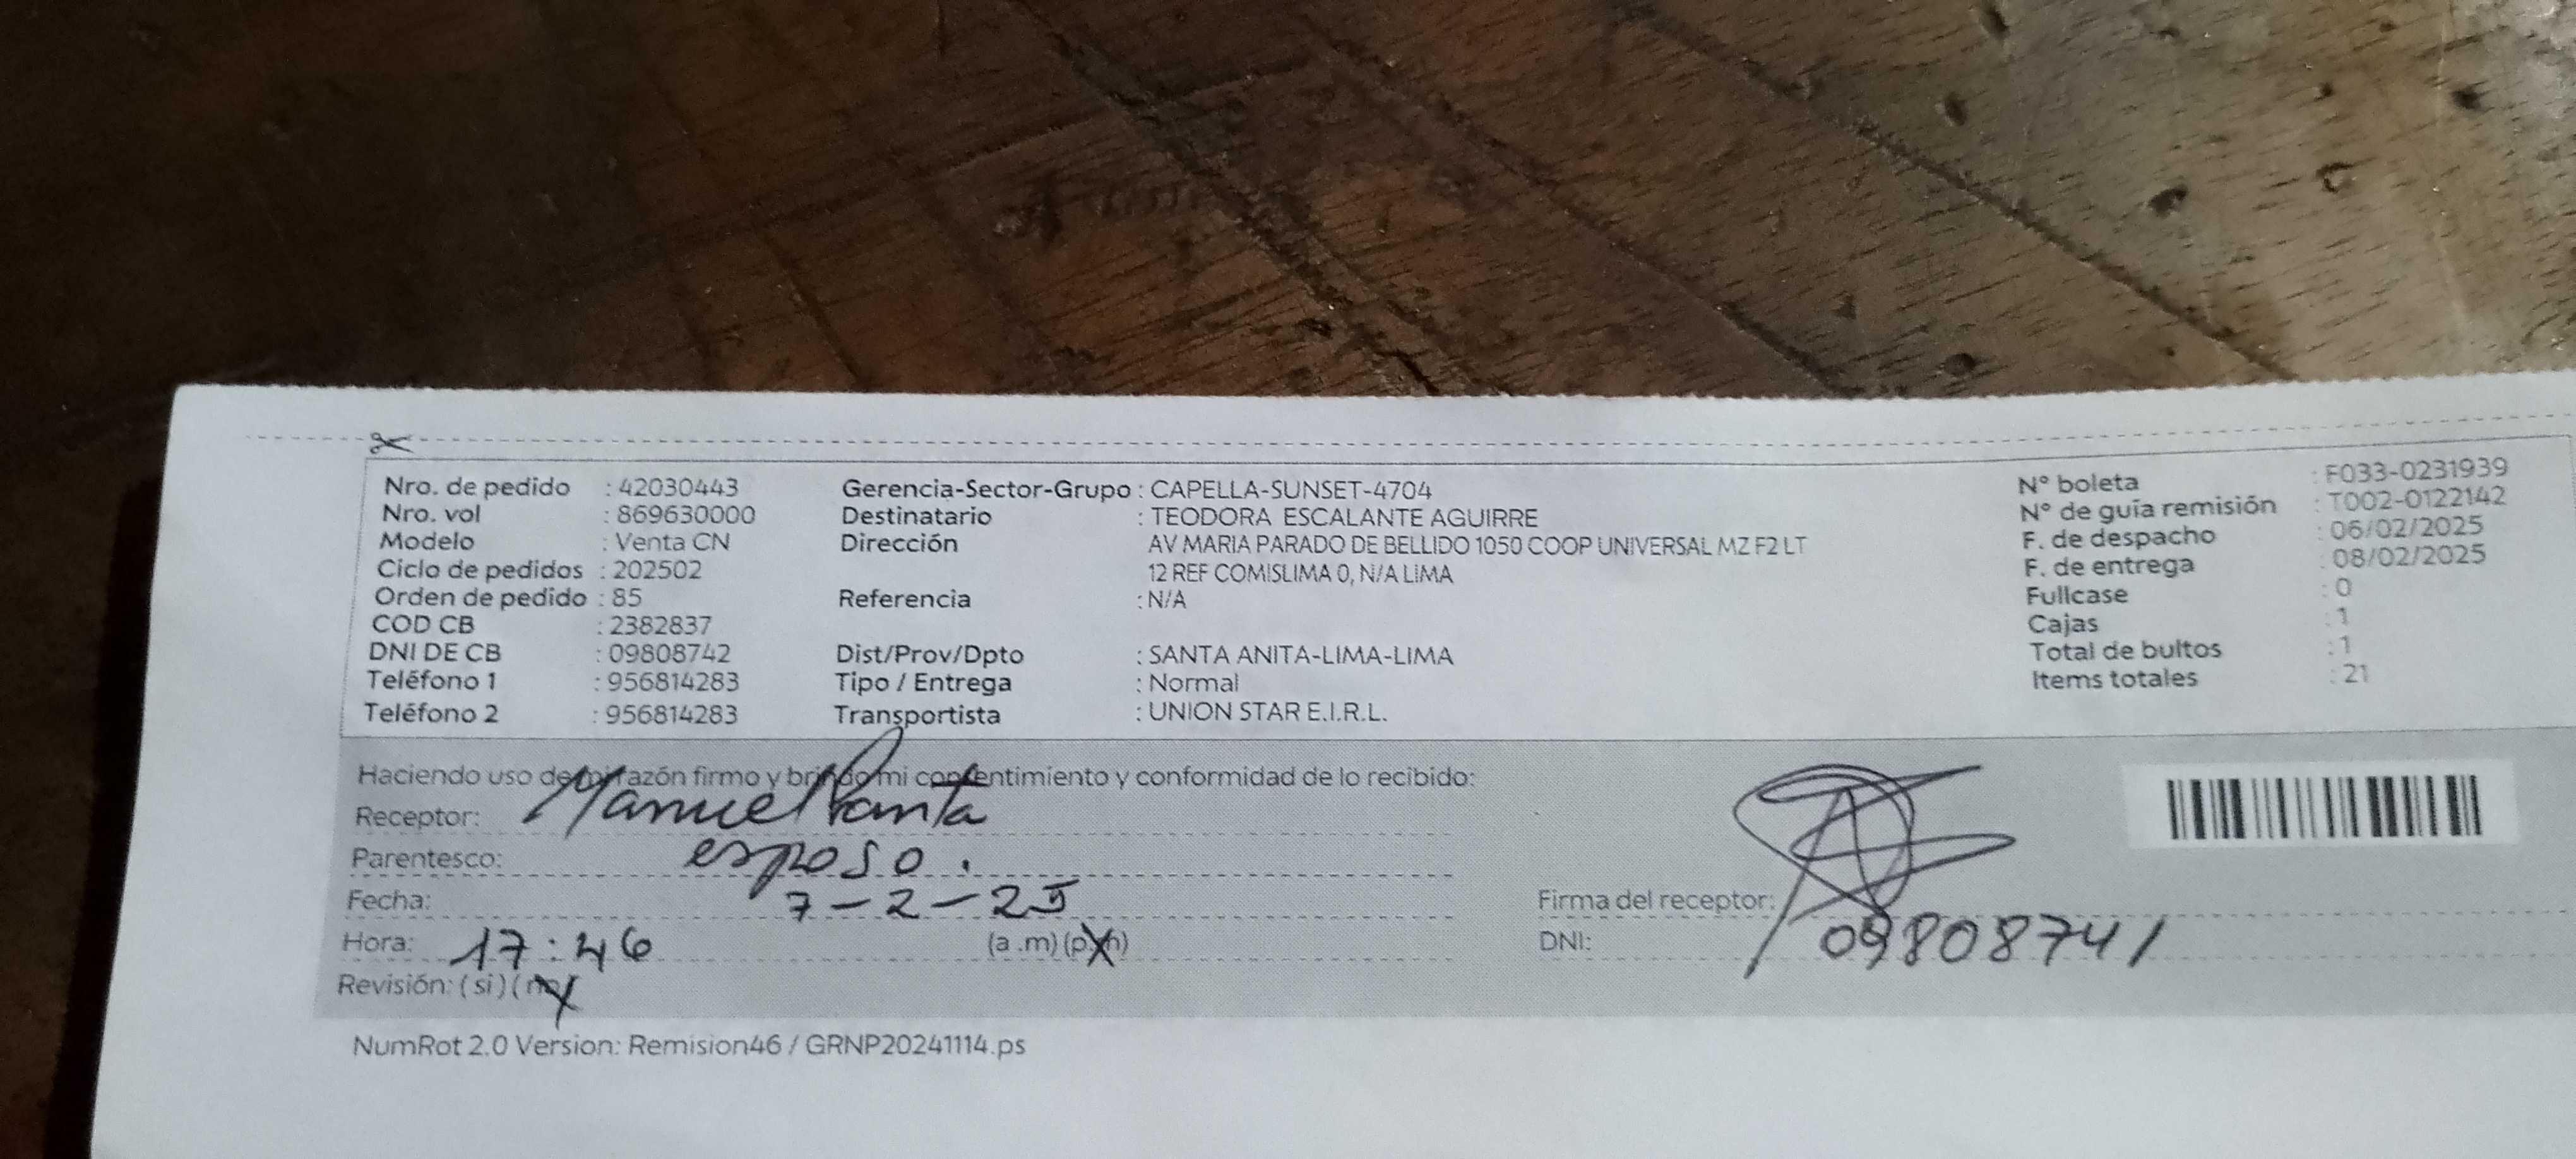 Nro. de pedido : 42030443
Nro. vol : 869630000
Modelo : Venta CN
Ciclo de pedidos : 202502
Orden de pedido : 85
COD CB : 2382837
DNI DE CB : 09808742
Teléfono 1 : 956814283
Teléfono 2 : 956814283
Gerencia-Sector-Grupo : CAPELLA-SUNSET-4704
Destinatario : TEODORA ESCALANTE AGUIRRE
Dirección AV MARIA PARADO DE BELLIDO 1050 COOP UNIVERSAL MZ F2 LT
12 REF COMISLIMA 0, N/A LIMA
Referencia : N/A
Dist/Prov/Dpto : SANTA ANITA-LIMA-LIMA
Tipo / Entrega : Normal
Transportista : UNION STAR E.I.R.L.
N° boleta : F033-0231939
N° de guía remisión : T002-0122142
F. de despacho : 06/02/2025
F. de entrega : 08/02/2025
Fullcase : 0
Cajas : 1
Total de bultos : 1
Items totales : 21
Haciendo uso de mi razón firmo y brindo mi consentimiento y conformidad de lo recibido:
Receptor: Manuel Panta
Parentesco: esposo.
Fecha: 7-2-25
Hora: 17:46 (a.m) (p.m)
Revisión: (si) (no)
Firma del receptor:
DNI: 09808741
NumRot 2.0 Version: Remision46 / GRNP20241114.ps